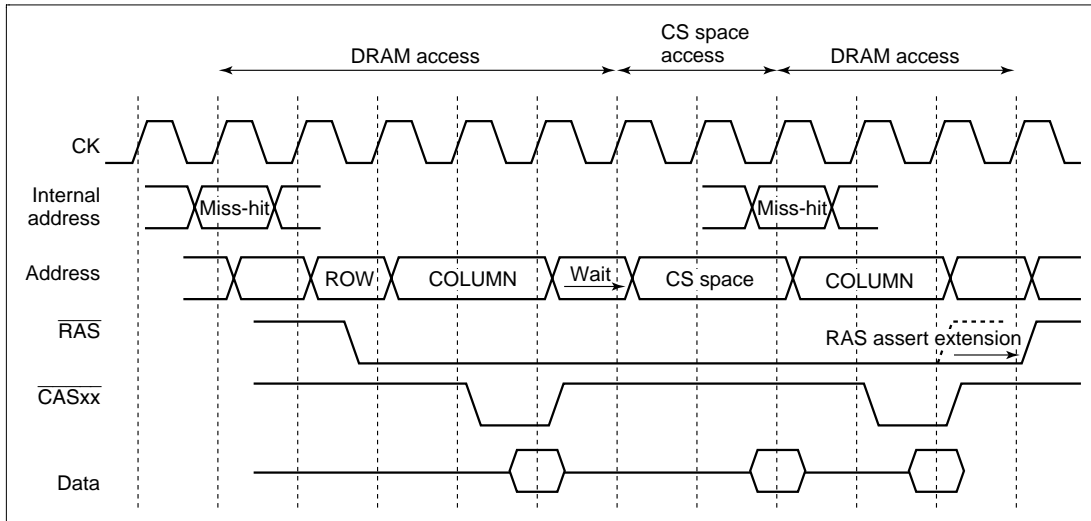 CS space
access
DRAM access
DRAM access
CK
Internal
address
Miss-hit
Miss-hit
Address
ROW
COLUMN
Wait
CS space
COLUMN
RAS
RAS assert extension
CASxx
Data